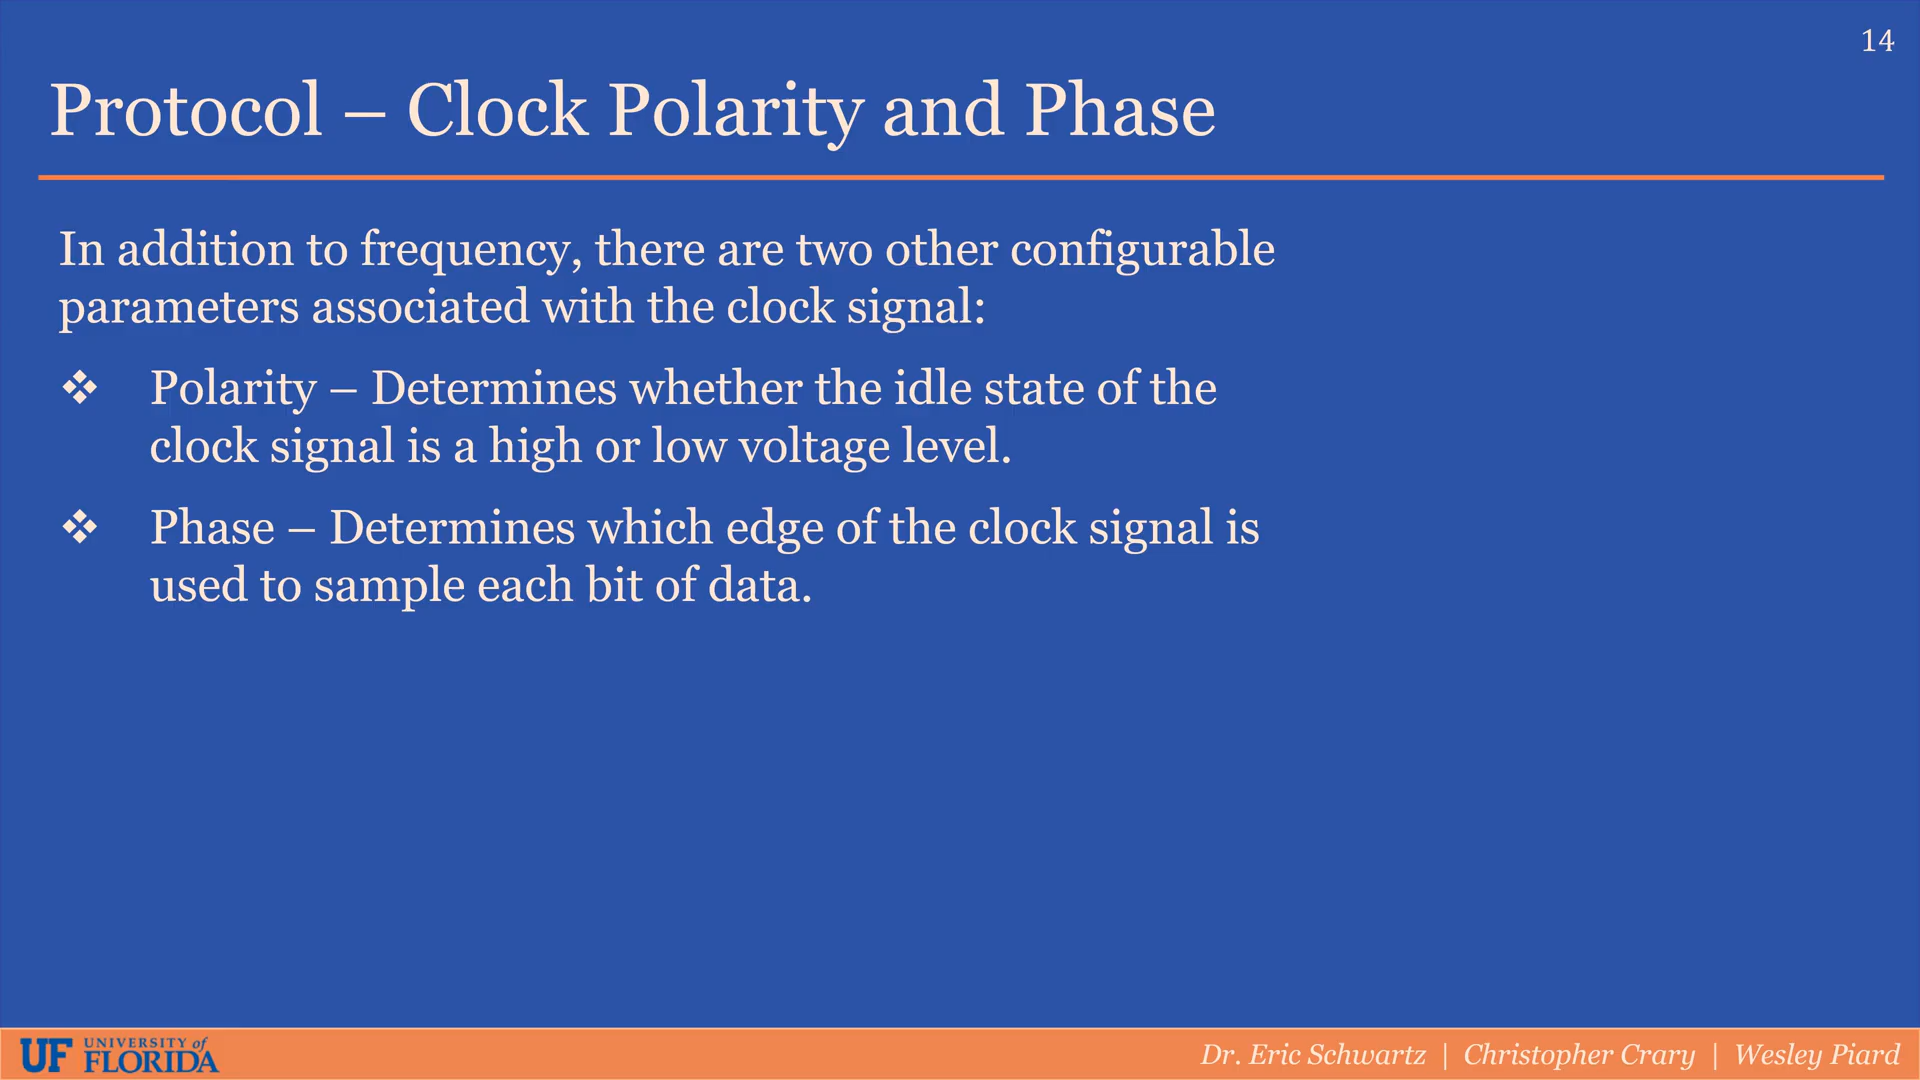 14
Protocol – Clock Polarity and Phase
In addition to frequency, there are two other configurable
parameters associated with the clock signal:
❖ Polarity – Determines whether the idle state of the
clock signal is a high or low voltage level.
❖ Phase – Determines which edge of the clock signal is
used to sample each bit of data.
UF UNIVERSITY of
FLORIDA
Dr. Eric Schwartz | Christopher Crary | Wesley Piard